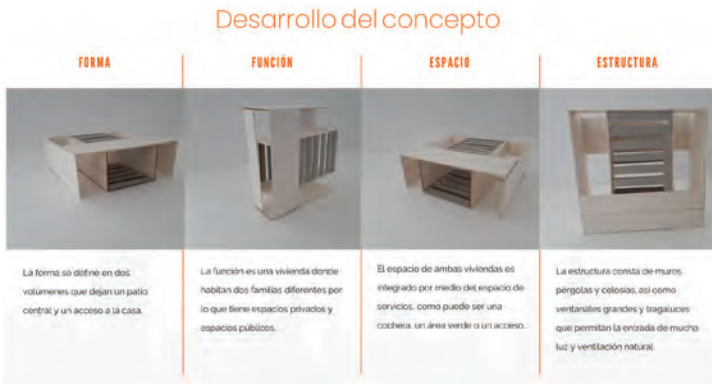 Desarrollo del concepto
FORMA
FUNCIÓN
ESPACIO
ESTRUCTURA
La forma se define en dos
volúmenes que dejan un patio
central y un acceso a la casa.
La función es una vivienda donde
habitan dos familias diferentes por
lo que tiene espacios privados y
espacios públicos.
El espacio de ambas viviendas es
integrado por medio del espacio de
servicios, como puede ser una
cochera, un área verde o un acceso.
La estructura consta de muros,
pérgolas y celosías, así como
ventanales grandes y tragaluces
que permitan la entrada de mucha
luz y ventilación natural.